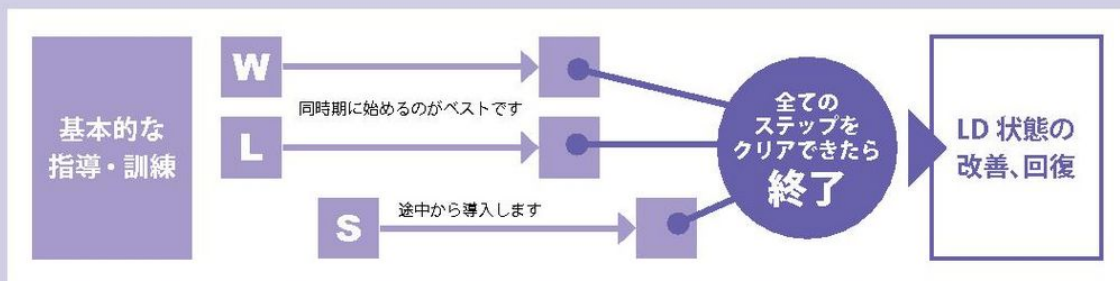 基本的な
指導・訓練
W
同時期に始めるのがベストです
L
途中から導入します
S
全ての
ステップを
クリアできたら
終了
LD 状態の
改善、回復